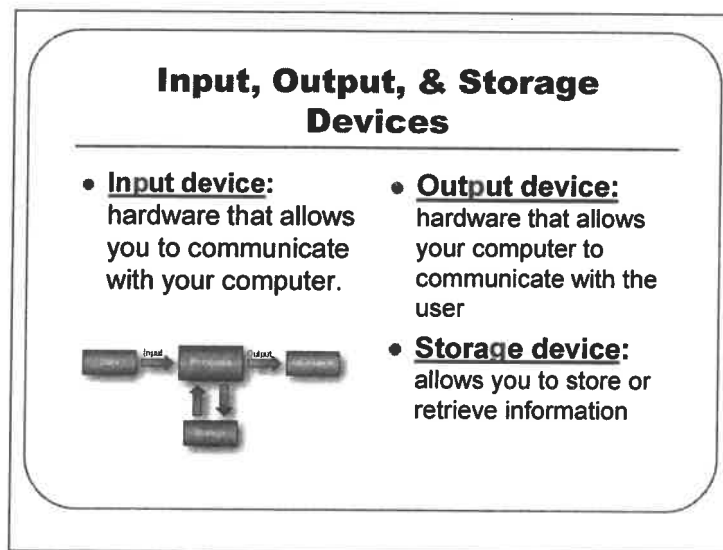 Input, Output, & Storage
Devices
• Input device:
hardware that allows
you to communicate
with your computer.
Input
Output
• Output device:
hardware that allows
your computer to
communicate with the
user
• Storage device:
allows you to store or
retrieve information